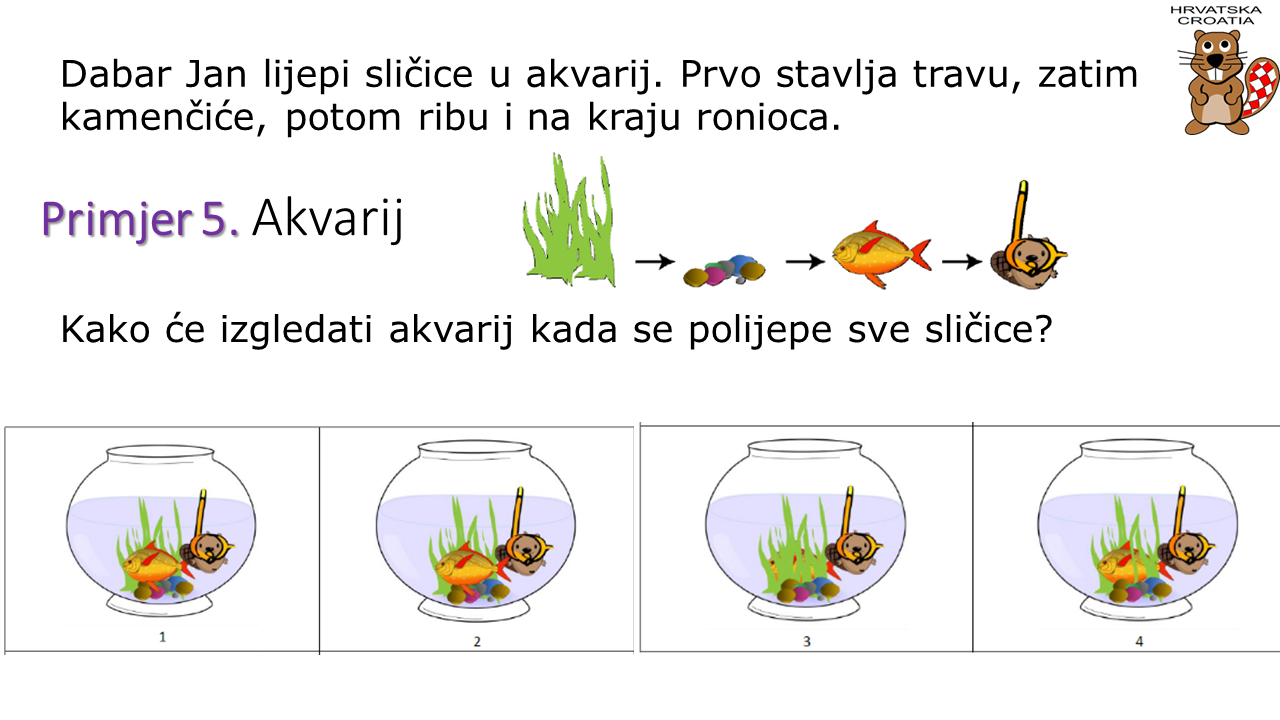 HRVATSKA
CROATIA
Dabar Jan lijepi sličice u akvarij. Prvo stavlja travu, zatim
kamenčiće, potom ribu i na kraju ronioca.
Primjer 5. Akvarij
Kako će izgledati akvarij kada se polijepe sve sličice?
1
2
3
4